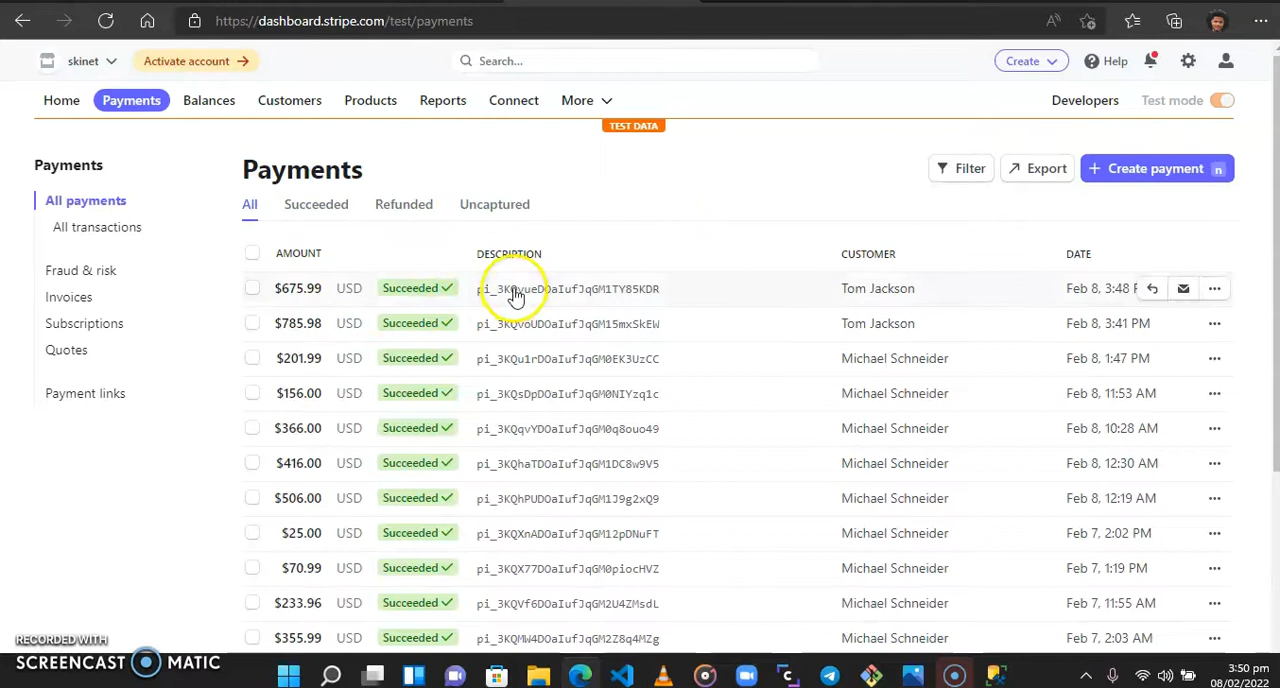 https://dashboard.stripe.com/test/payments
skinet Activate account → Search... Create Help
Home Payments Balances Customers Products Reports Connect More Developers Test mode
TEST DATA
Payments
All payments
All transactions
Fraud & risk
Invoices
Subscriptions
Quotes
Payment links
Payments
Filter Export + Create payment n
All Succeeded Refunded Uncaptured
AMOUNT DESCRIPTION CUSTOMER DATE
$675.99 USD Succeeded Tom Jackson Feb 8, 3:48
$785.98 USD Succeeded Tom Jackson Feb 8, 3:41 PM
$201.99 USD Succeeded pi_3KQu1rDOaIufJqGM0EK3UzCC Michael Schneider Feb 8, 1:47 PM
$156.00 USD Succeeded pi_3KQsDpDOaIufJqGM0NIYzq1c Michael Schneider Feb 8, 11:53 AM
$366.00 USD Succeeded pi_3KQqvYDOaIufJqGM0q8ouo49 Michael Schneider Feb 8, 10:28 AM
$416.00 USD Succeeded pi_3KQhaTDOaIufJqGM1DC8w9V5 Michael Schneider Feb 8, 12:30 AM
$506.00 USD Succeeded pi_3KQhPUDOaIufJqGM1J9g2xQ9 Michael Schneider Feb 8, 12:19 AM
$25.00 USD Succeeded pi_3KQXnADOaIufJqGM12pDNuFT Michael Schneider Feb 7, 2:02 PM
$70.99 USD Succeeded pi_3KQX77DOaIufJqGM0piocHVZ Michael Schneider Feb 7, 1:19 PM
$233.96 USD Succeeded pi_3KQVf6DOaIufJqGM2U4ZMsdL Michael Schneider Feb 7, 11:55 AM
$355.99 USD Succeeded pi_3KQMW4DOaIufJqGM2Z8q4MZg Michael Schneider Feb 7, 2:03 AM
RECORDED WITH
SCREENCAST MATIC
3:50 pm
08/02/2022